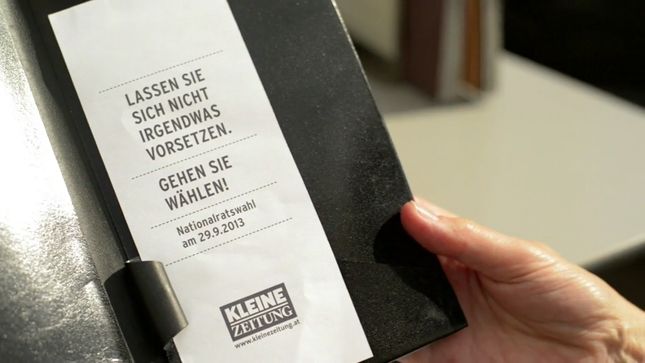 LASSEN SIE
SICH NICHT
IRGENDWAS
VORSETZEN.
GEHEN SIE
WÄHLEN!
Nationalratswahl
am 29.9.2013
KLEINE
ZEITUNG
www.kleinezeitung.at